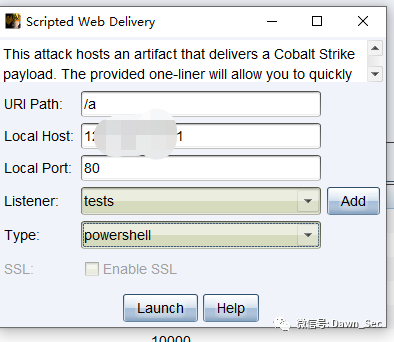 Scripted Web Delivery
This attack hosts an artifact that delivers a Cobalt Strike
payload. The provided one-liner will allow you to quickly
URI Path: /a
Local Host: 12 1
Local Port: 80
Listener: tests Add
Type: powershell
SSL: Enable SSL
Launch Help
微信号: Dawn_Sec
10000